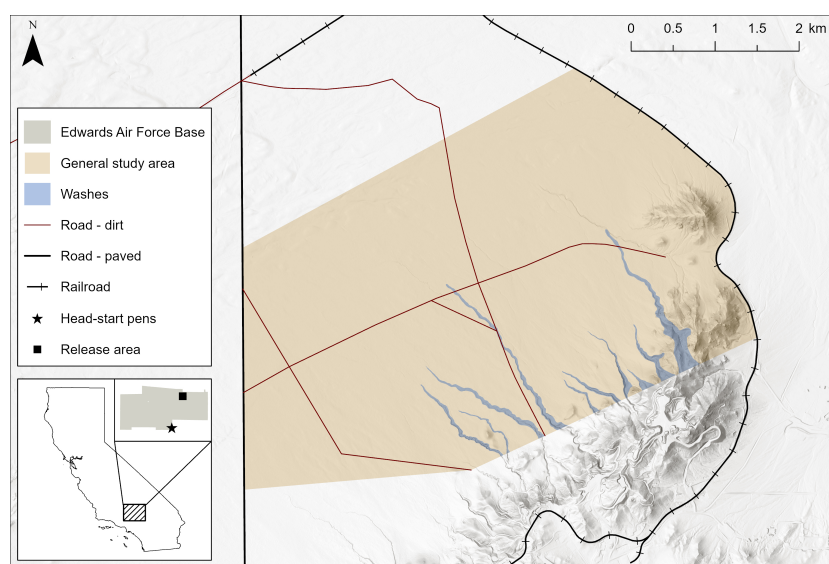 N
0 0.5 1 1.5 2 km
Edwards Air Force Base
General study area
Washes
Road - dirt
Road - paved
Railroad
Head-start pens
Release area